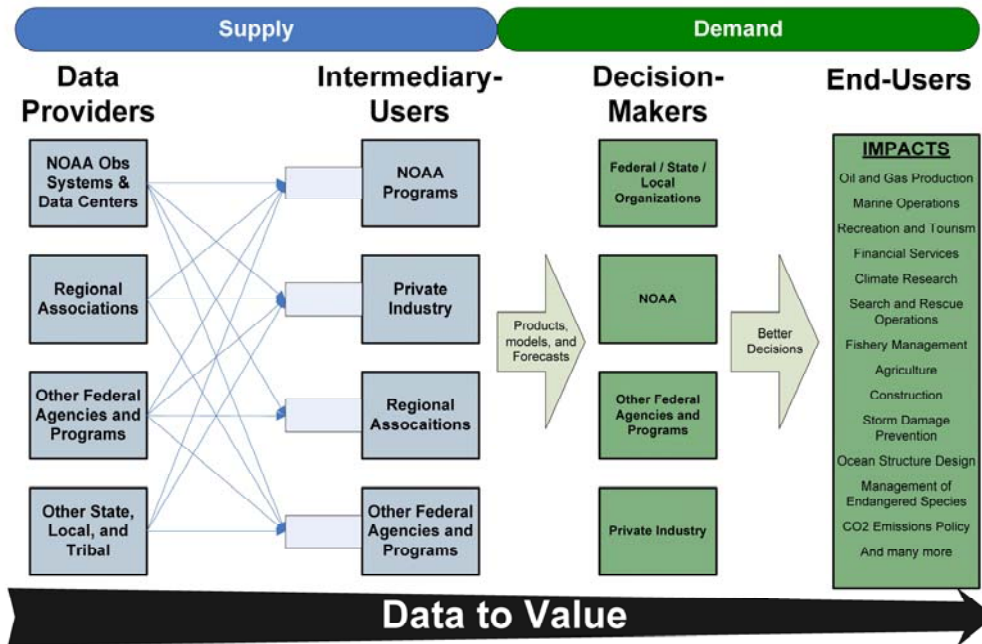 Supply
Demand
Data
Providers
Intermediary-
Users
Decision-
Makers
End-Users
NOAA Obs
Systems &
Data Centers
Regional
Associations
Other Federal
Agencies and
Programs
Other State,
Local, and
Tribal
NOAA
Programs
Private
Industry
Regional
Assocaitions
Other Federal
Agencies and
Programs
Products,
models, and
Forecasts
Federal / State /
Local
Organizations
NOAA
Other Federal
Agencies and
Programs
Private Industry
Better
Decisions
IMPACTS
Oil and Gas Production
Marine Operations
Recreation and Tourism
Financial Services
Climate Research
Search and Rescue
Operations
Fishery Management
Agriculture
Construction
Storm Damage
Prevention
Ocean Structure Design
Management of
Endangered Species
CO2 Emissions Policy
And many more
Data to Value